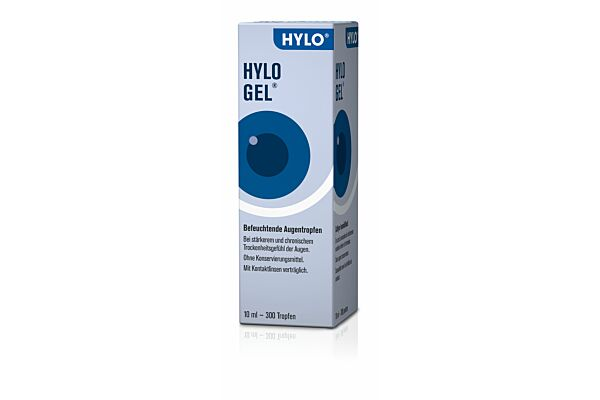 HYLO®
HYLO
GEL®
Befeuchtende Augentropfen
Bei stärkerem und chronischem
Trockenheitsgefühl der Augen.
Ohne Konservierungsmittel.
Mit Kontaktlinsen verträglich.
10 ml – 300 Tropfen
HYLO
GEL®